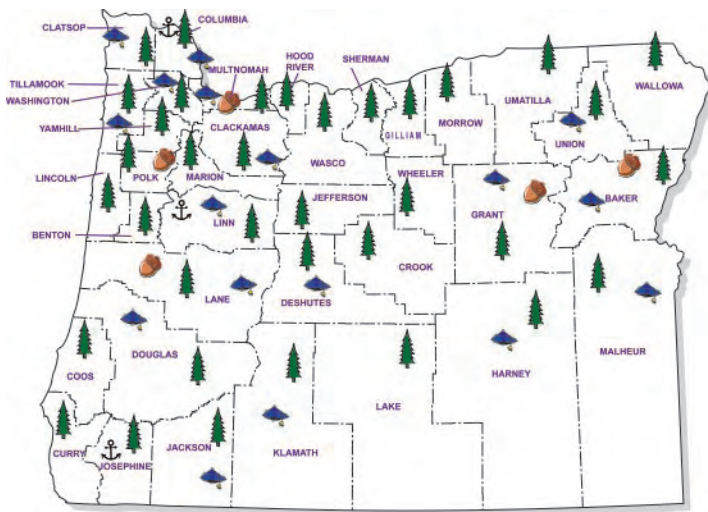 CLATSOP
COLUMBIA
TILLAMOOK
WASHINGTON
MULTNOMAH
HOOD
RIVER
SHERMAN
WALLOWA
UMATILLA
YAMHILL
CLACKAMAS
GILLIAM
MORROW
UNION
WASCO
LINCOLN
POLK
MARION
WHEELER
JEFFERSON
BAKER
GRANT
BENTON
LINN
CROOK
LANE
DESHUTES
DOUGLAS
COOS
MALHEUR
HARNEY
LAKE
CURRY
JOSEPHINE
JACKSON
KLAMATH